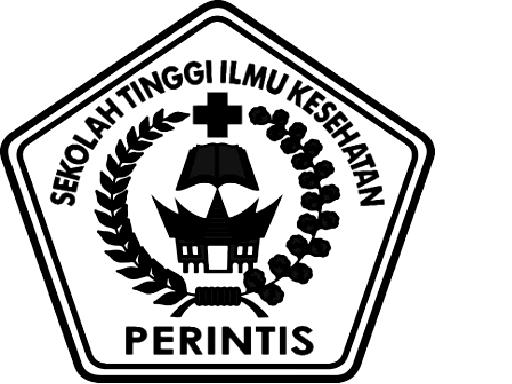 SEKOLAH TINGGI ILMU KESEHATAN
PERINTIS